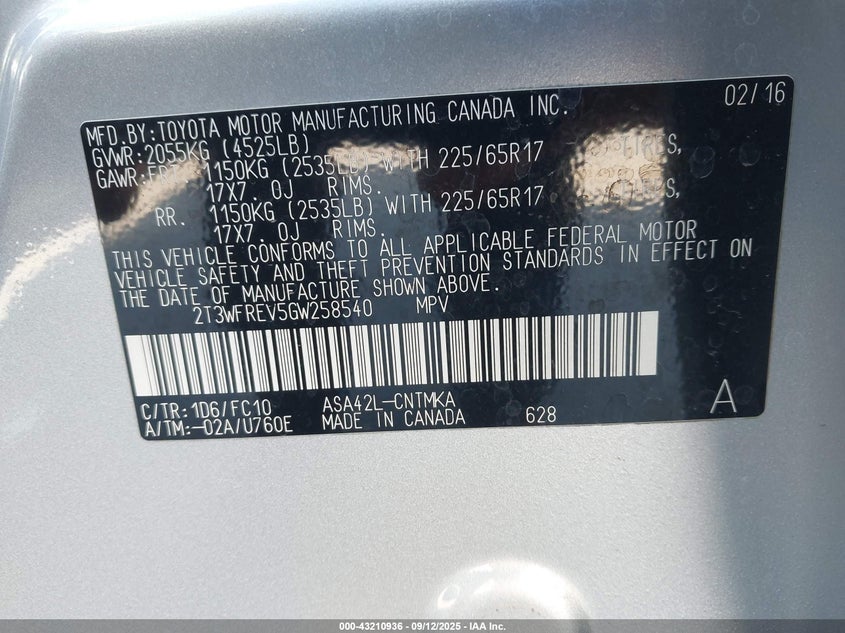 02/16
MFD.BY:TOYOTA MOTOR MANUFACTURING CANADA INC.
GVWR:2055KG (4525LB)
GAWR:FRT. 1150KG (2535LB) WITH 225/65R17 TIRES,
17X7.0J RIMS.
RR. 1150KG (2535LB) WITH 225/65R17 TIRES,
17X7.0J RIMS.
THIS VEHICLE CONFORMS TO ALL APPLICABLE FEDERAL MOTOR
VEHICLE SAFETY AND THEFT PREVENTION STANDARDS IN EFFECT ON
THE DATE OF MANUFACTURE SHOWN ABOVE.
2T3WFREV5GW258540 MPV
C/TR:1D6/FC10 ASA42L-CNTMKA A
A/TM:-02A/U760E MADE IN CANADA 628
000-43210936 - 09/12/2025 - IAA Inc.